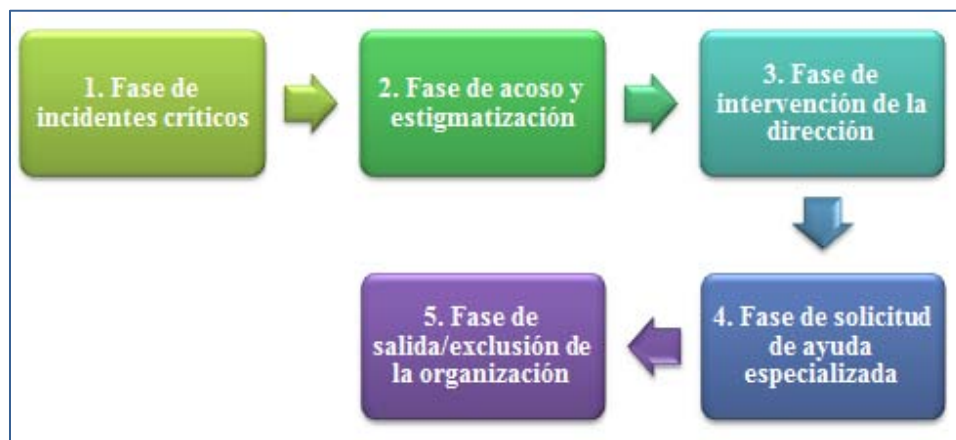 1. Fase de
incidentes críticos
2. Fase de acoso y
estigmatización
3. Fase de
intervención de la
dirección
4. Fase de solicitud
de ayuda
especializada
5. Fase de
salida/exclusión de
la organización